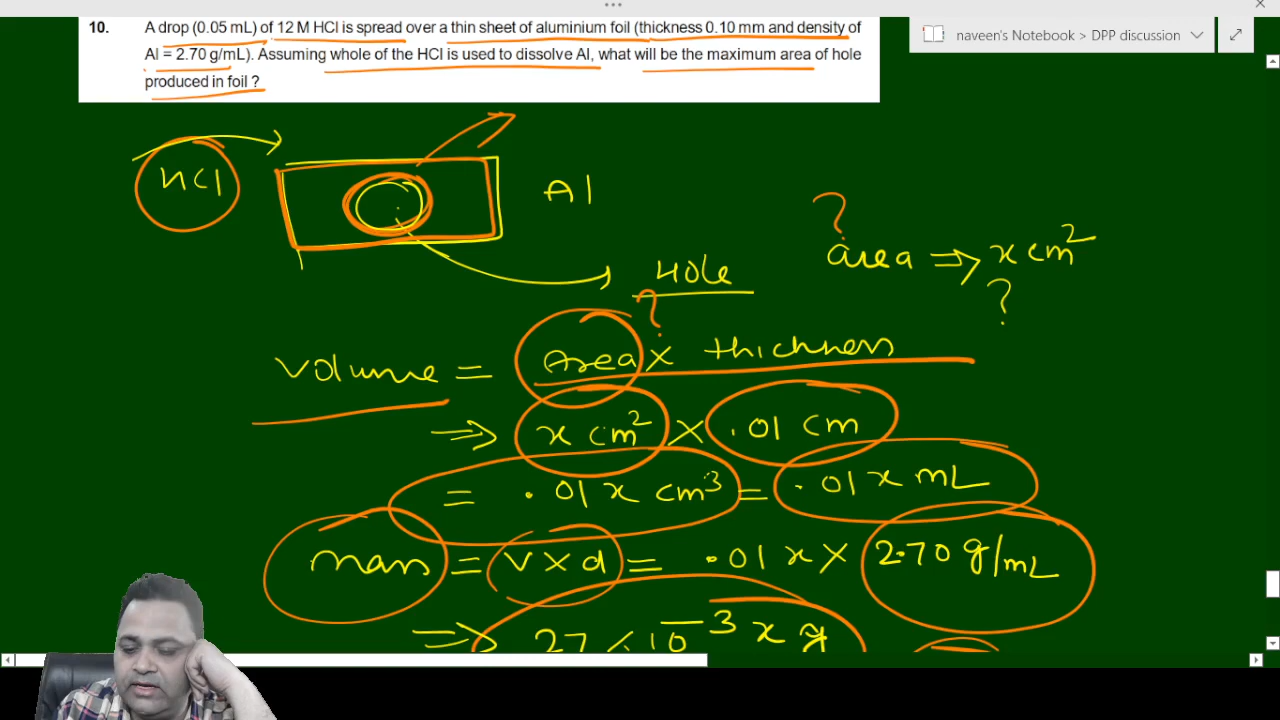 10. A drop (0.05 mL) of 12 M HCl is spread over a thin sheet of aluminium foil (thickness 0.10 mm and density of
Al = 2.70 g/mL). Assuming whole of the HCl is used to dissolve Al, what will be the maximum area of hole
produced in foil ?
naveen's Notebook > DPP discussion
HCl
Al
?
area ⇒ x cm²
?
Hole
?
volume = area × thickness
⇒ x cm² × .01 cm
= .01 x cm³ = .01 x mL
mass = v × d = .01 x × 2.70 g/mL
⇒ 27 × 10⁻³ x g